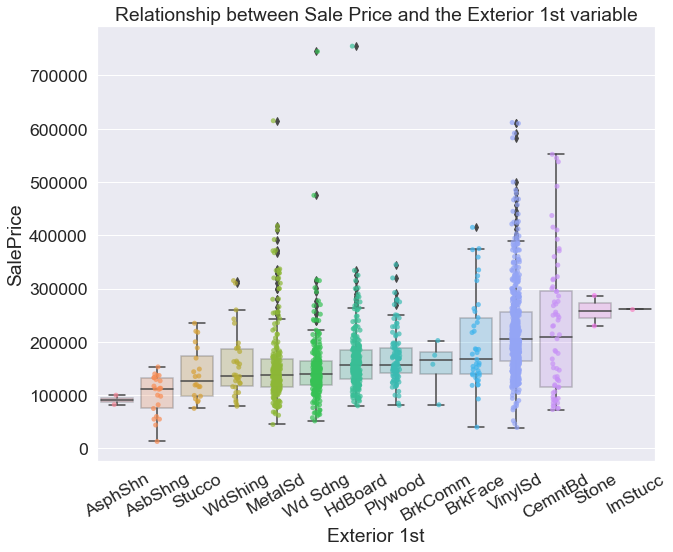 Relationship between Sale Price and the Exterior 1st variable
SalePrice
700000
600000
500000
400000
300000
200000
100000
0
AsphShn
AsbShng
Stucco
WdShing
MetalSd
Wd Sdng
HdBoard
Plywood
BrkComm
BrkFace
VinylSd
CemntBd
Stone
ImStucc
Exterior 1st